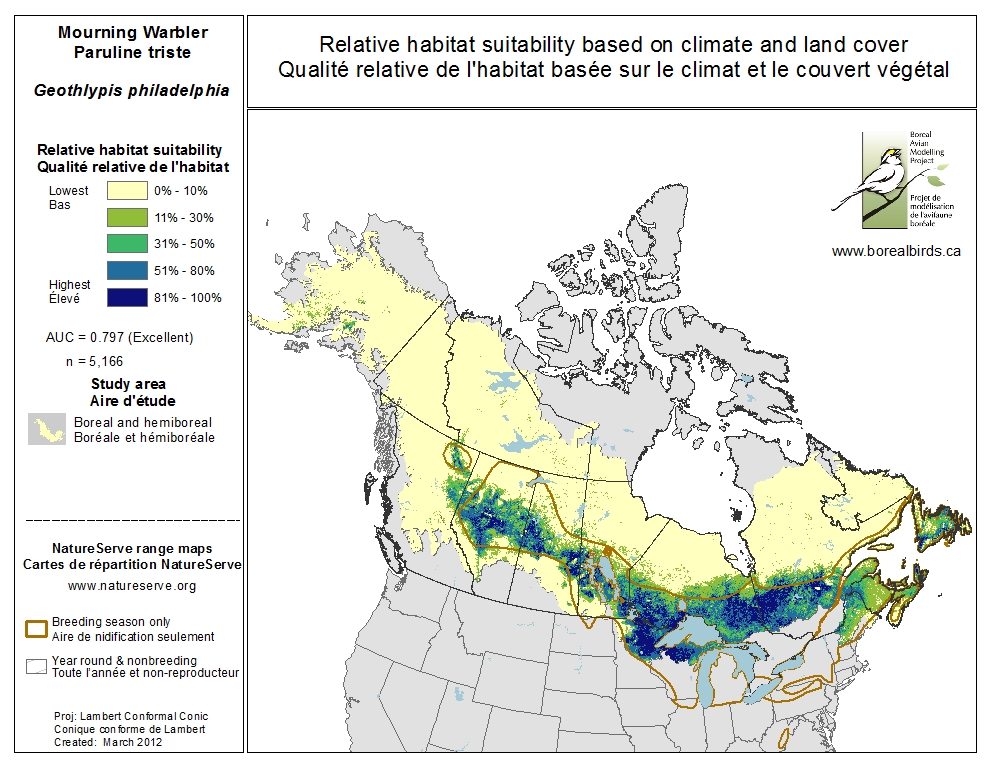 Mourning Warbler
Paruline triste
Geothlypis philadelphia
Relative habitat suitability based on climate and land cover
Qualité relative de l'habitat basée sur le climat et le couvert végétal
Relative habitat suitability
Qualité relative de l'habitat
Lowest
Bas
0% - 10%
11% - 30%
31% - 50%
51% - 80%
Highest
Élevé
81% - 100%
AUC = 0.797 (Excellent)
n = 5,166
Study area
Aire d'étude
Boreal and hemiboreal
Boréale et hémiboréale
NatureServe range maps
Cartes de répartition NatureServe
www.natureserve.org
Breeding season only
Aire de nidification seulement
Year round & nonbreeding
Toute l'année et non-reproducteur
Proj: Lambert Conformal Conic
Conique conforme de Lambert
Created: March 2012
Boreal
Avian
Modelling
Project
Projet de
modélisation
de l'avifaune
boréale
www.borealbirds.ca